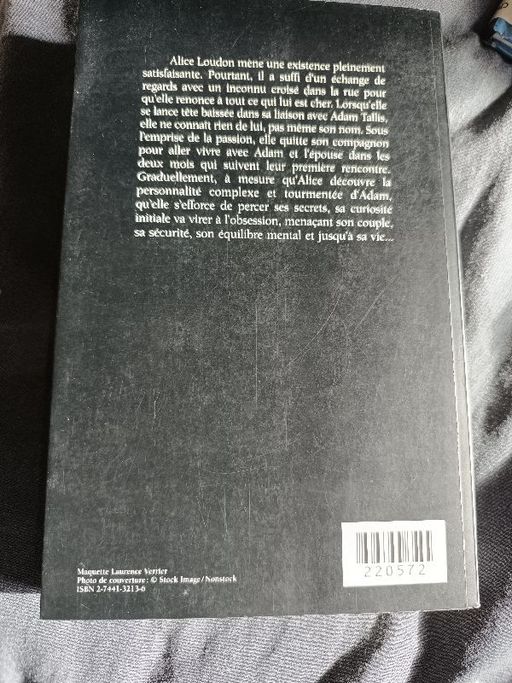 Alice Loudon mène une existence pleinement
satisfaisante. Pourtant, il a suffi d'un échange de
regards avec un inconnu croisé dans la rue pour
qu'elle renonce à tout ce qui lui est cher. Lorsqu'elle
se lance tête baissée dans sa liaison avec Adam Tallis,
elle ne connaît rien de lui, pas même son nom. Sous
l'emprise de la passion, elle quitte son compagnon
pour aller vivre avec Adam et l'épouse dans les
deux mois qui suivent leur première rencontre.
Graduellement, à mesure qu'Alice découvre la
personnalité complexe et tourmentée d'Adam,
qu'elle s'efforce de percer ses secrets, sa curiosité
initiale va virer à l'obsession, menaçant son couple,
sa sécurité, son équilibre mental et jusqu'à sa vie...
Maquette Laurence Verrier
Photo de couverture : © Stock Image / Nonstock
ISBN 2-7441-3213-0
220572